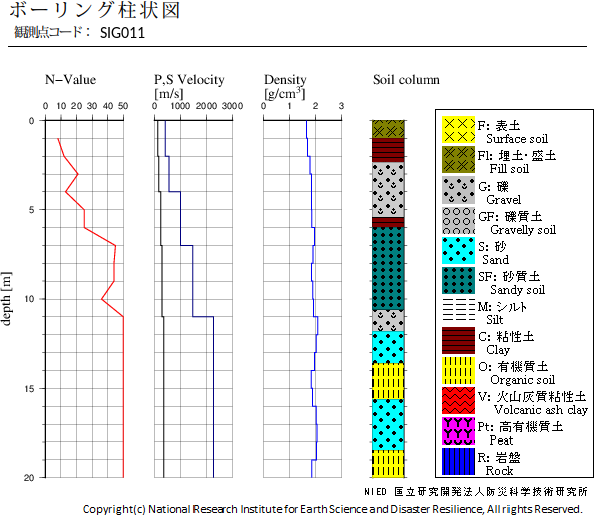 ボーリング柱状図
観測点コード： SIG011
N-Value
0 10 20 30 40 50
P,S Velocity
[m/s]
0 1000 2000 3000
Density
[g/cm3]
0 1 2 3
Soil column
depth [m]
0
5
10
15
20
F: 表土
Surface soil
Fl: 埋土・盛土
Fill soil
G: 礫
Gravel
GF: 礫質土
Gravelly soil
S: 砂
Sand
SF: 砂質土
Sandy soil
M: シルト
Silt
C: 粘性土
Clay
O: 有機質土
Organic soil
V: 火山灰質粘性土
Volcanic ash clay
Pt: 高有機質土
Peat
R: 岩盤
Rock
NIED 国立研究開発法人防災科学技術研究所
Copyright(c) National Research Institute for Earth Science and Disaster Resilience, All rights Reserved.